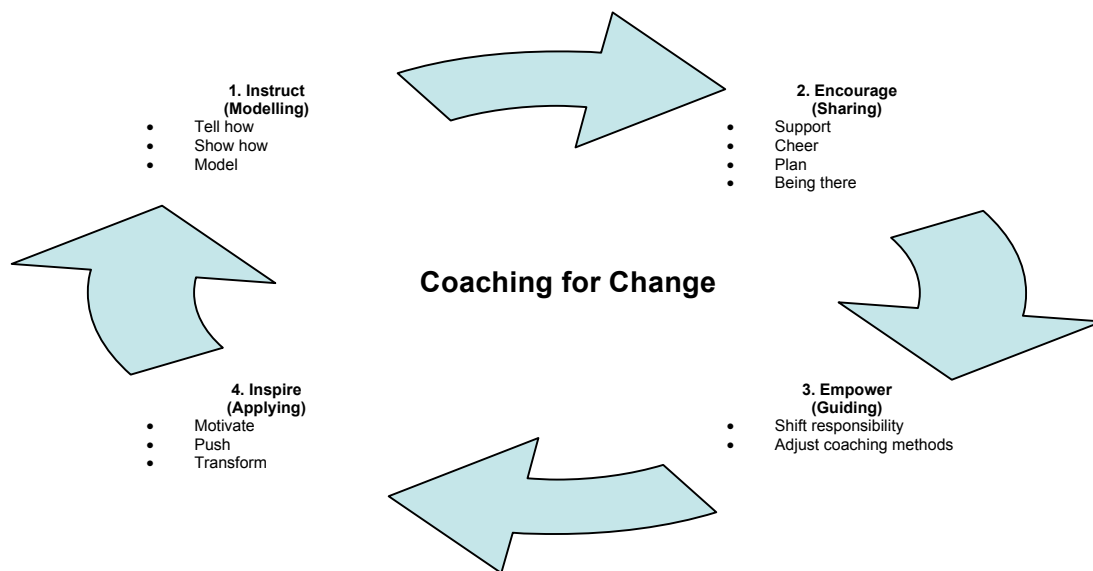 1. Instruct
(Modelling)
• Tell how
• Show how
• Model
2. Encourage
(Sharing)
• Support
• Cheer
• Plan
• Being there
Coaching for Change
3. Empower
(Guiding)
• Shift responsibility
• Adjust coaching methods
4. Inspire
(Applying)
• Motivate
• Push
• Transform